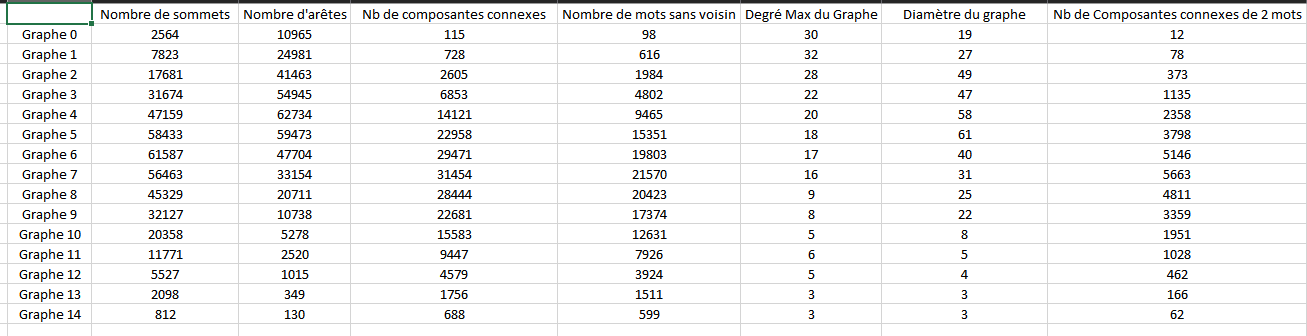 Nombre de sommets Nombre d'arêtes Nb de composantes connexes Nombre de mots sans voisin Degré Max du Graphe Diamètre du graphe Nb de Composantes connexes de 2 mots
Graphe 0 2564 10965 115 98 30 19 12
Graphe 1 7823 24981 728 616 32 27 78
Graphe 2 17681 41463 2605 1984 28 49 373
Graphe 3 31674 54945 6853 4802 22 47 1135
Graphe 4 47159 62734 14121 9465 20 58 2358
Graphe 5 58433 59473 22958 15351 18 61 3798
Graphe 6 61587 47704 29471 19803 17 40 5146
Graphe 7 56463 33154 31454 21570 16 31 5663
Graphe 8 45329 20711 28444 20423 9 25 4811
Graphe 9 32127 10738 22681 17374 8 22 3359
Graphe 10 20358 5278 15583 12631 5 8 1951
Graphe 11 11771 2520 9447 7926 6 5 1028
Graphe 12 5527 1015 4579 3924 5 4 462
Graphe 13 2098 349 1756 1511 3 3 166
Graphe 14 812 130 688 599 3 3 62